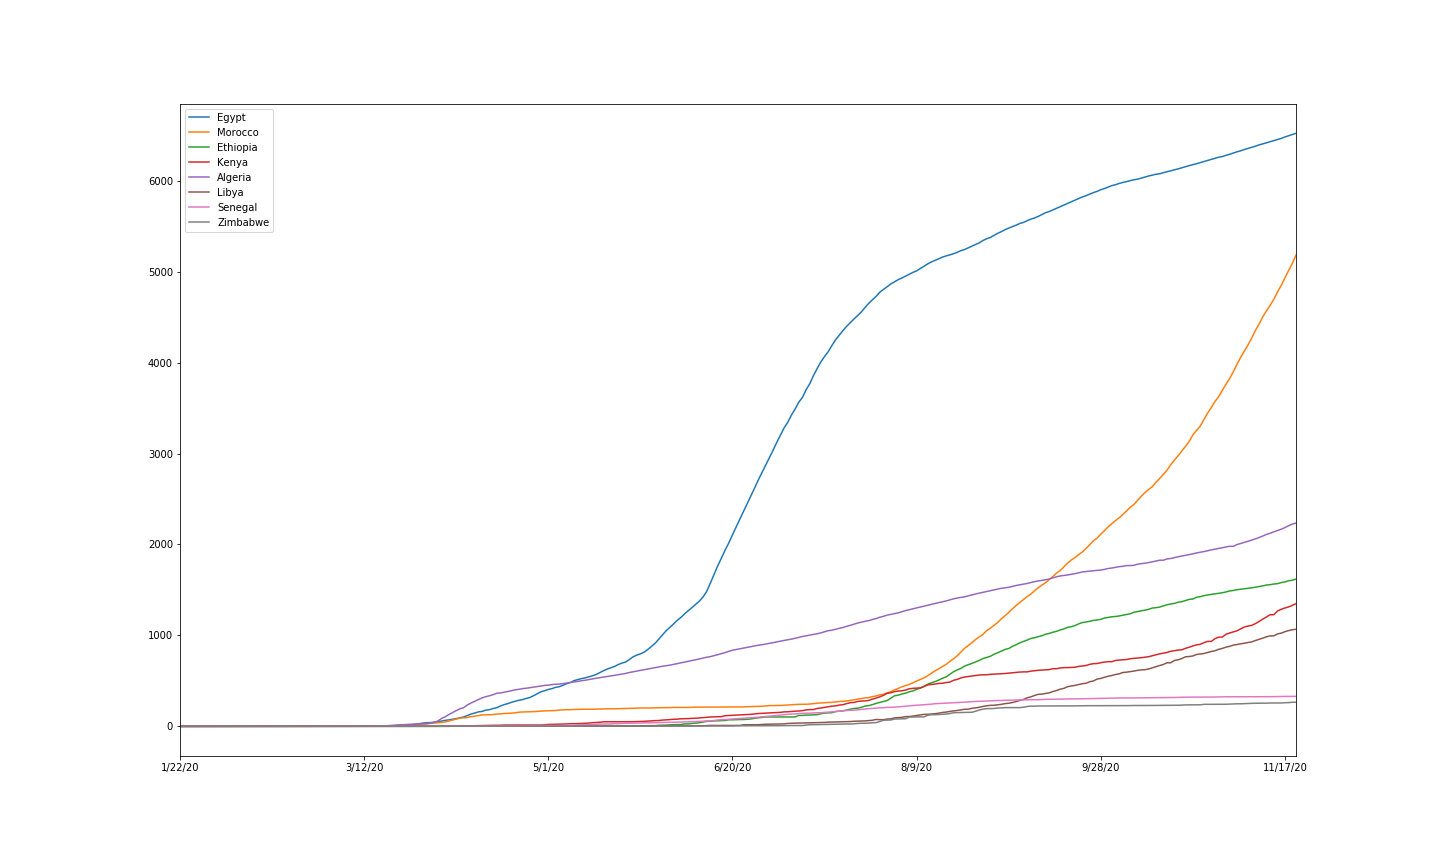 Egypt
Morocco
Ethiopia
Kenya
Algeria
Libya
Senegal
Zimbabwe
6000
5000
4000
3000
2000
1000
0
1/22/20 3/12/20 5/1/20 6/20/20 8/9/20 9/28/20 11/17/20